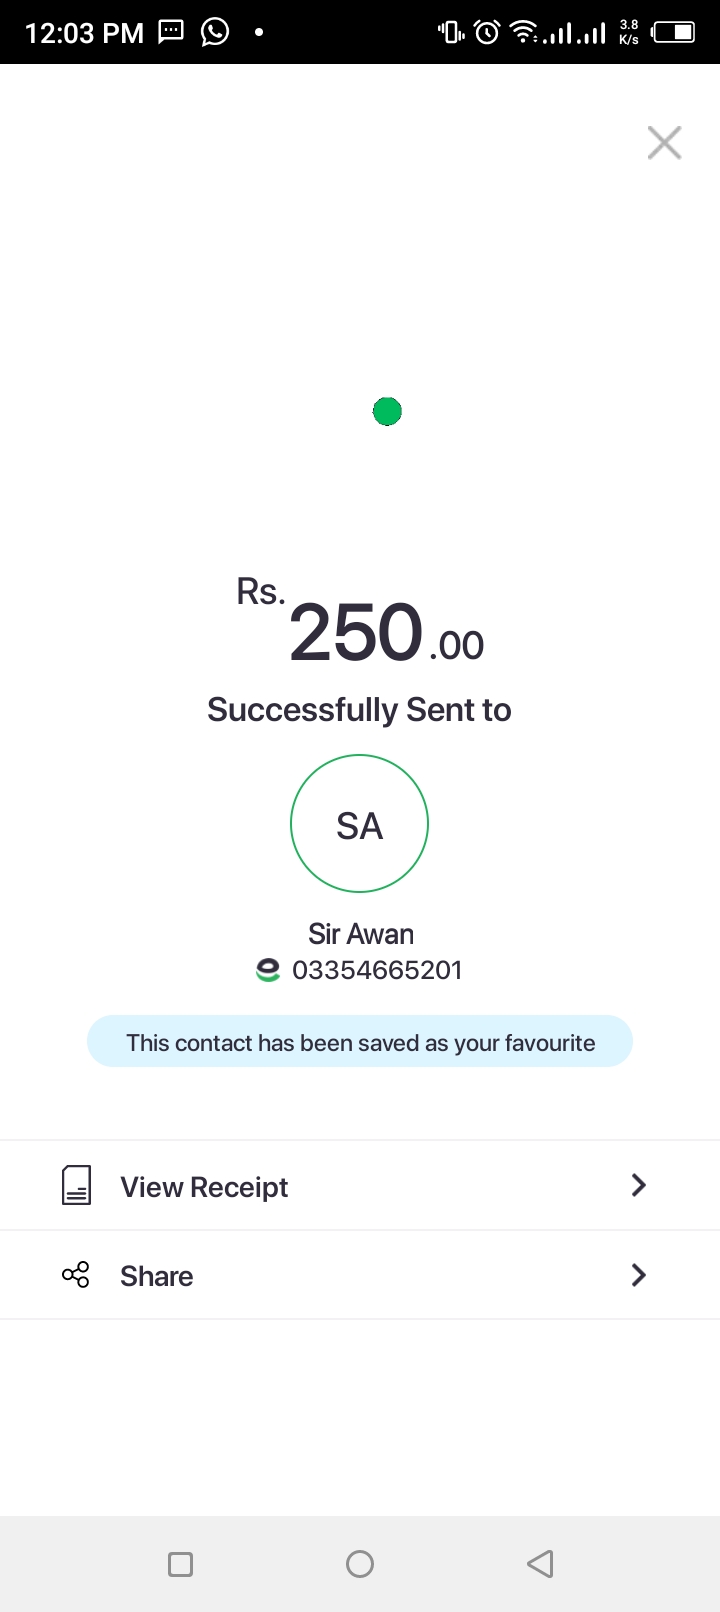 12:03 PM
3.8
K/s
Rs.
250.00
Successfully Sent to
SA
Sir Awan
03354665201
This contact has been saved as your favourite
View Receipt
Share